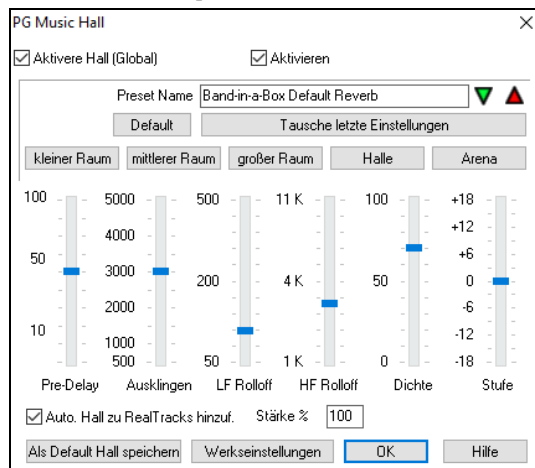 PG Music Hall
Aktivere Hall (Global) Aktivieren
Preset Name Band-in-a-Box Default Reverb
Default Tausche letzte Einstellungen
kleiner Raum mittlerer Raum großer Raum Halle Arena
100 5000 500 11 K 100 +18
4000 +12
50 3000 200 4 K 50 +6
0
2000 -6
10 1000 -12
500 50 1 K 0 -18
Pre-Delay Ausklingen LF Rolloff HF Rolloff Dichte Stufe
Auto. Hall zu RealTracks hinzuf. Stärke % 100
Als Default Hall speichern Werkseinstellungen OK Hilfe